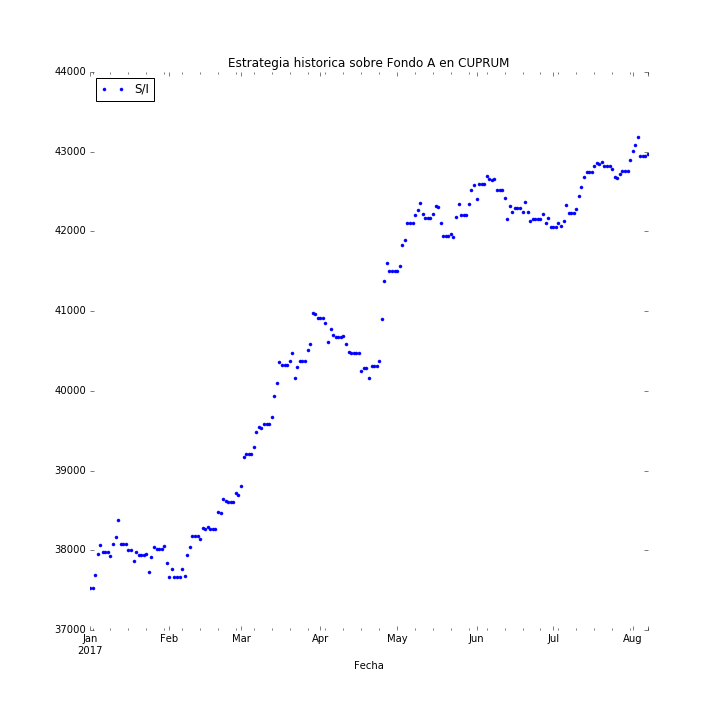 Estrategia historica sobre Fondo A en CUPRUM
S/I
44000
43000
42000
41000
40000
39000
38000
37000
Jan Feb Mar Apr May Jun Jul Aug
2017
Fecha